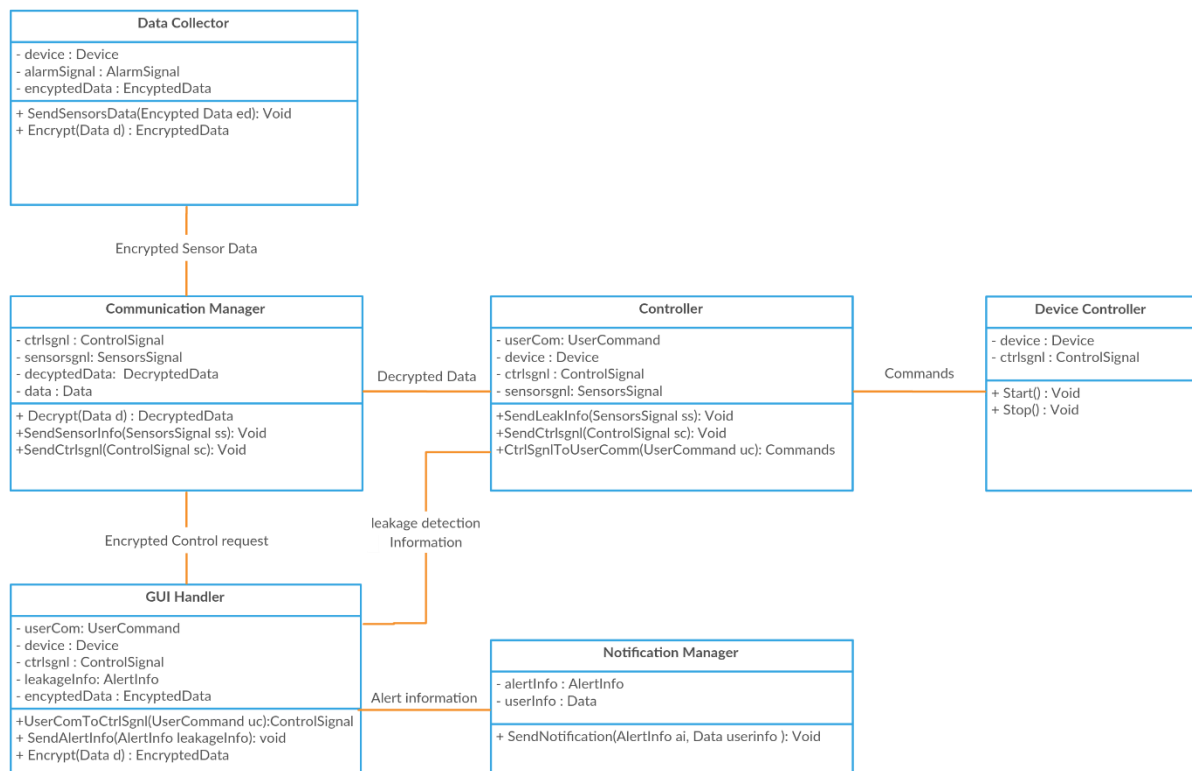 Data Collector
- device : Device
- alarmSignal : AlarmSignal
- encyptedData : EncyptedData
+ SendSensorsData(Encypted Data ed): Void
+ Encrypt(Data d) : EncryptedData
Encrypted Sensor Data
Communication Manager
- ctrlsgnl : ControlSignal
- sensorsgnl: SensorsSignal
- decyptedData:  DecryptedData
- data : Data
+ Decrypt(Data d) : DecryptedData
+SendSensorInfo(SensorsSignal ss): Void
+SendCtrlsgnl(ControlSignal sc): Void
Decrypted Data
Controller
- userCom: UserCommand
- device : Device
- ctrlsgnl : ControlSignal
- sensorsgnl: SensorsSignal
+SendLeakInfo(SensorsSignal ss): Void
+SendCtrlsgnl(ControlSignal sc): Void
+CtrlSgnlToUserComm(UserCommand uc): Commands
Commands
Device Controller
- device : Device
- ctrlsgnl : ControlSignal
+ Start() : Void
+ Stop() : Void
Encrypted Control request
leakage detection
Information
GUI Handler
- userCom: UserCommand
- device : Device
- ctrlsgnl : ControlSignal
- leakageInfo: AlertInfo
- encyptedData : EncyptedData
+UserComToCtrlSgnl(UserCommand uc):ControlSignal
+ SendAlertInfo(AlertInfo leakageInfo): void
+ Encrypt(Data d) : EncryptedData
Alert information
Notification Manager
- alertInfo : AlertInfo
- userInfo : Data
+ SendNotification(AlertInfo ai, Data userinfo ): Void